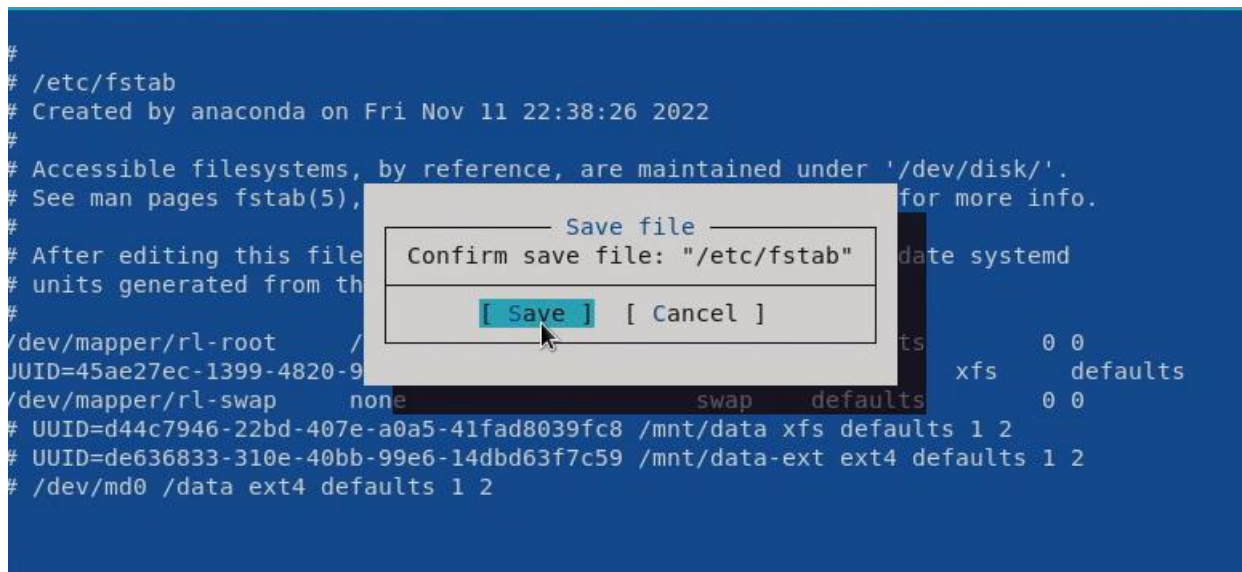 #
# /etc/fstab
# Created by anaconda on Fri Nov 11 22:38:26 2022
#
# Accessible filesystems, by reference, are maintained under '/dev/disk/'.
# See man pages fstab(5), for more info.
#
# After editing this file date systemd
# units generated from th
#
/dev/mapper/rl-root / ts 0 0
UUID=45ae27ec-1399-4820-9 xfs defaults
/dev/mapper/rl-swap none swap defaults 0 0
# UUID=d44c7946-22bd-407e-a0a5-41fad8039fc8 /mnt/data xfs defaults 1 2
# UUID=de636833-310e-40bb-99e6-14dbd63f7c59 /mnt/data-ext ext4 defaults 1 2
# /dev/md0 /data ext4 defaults 1 2
Save file
Confirm save file: "/etc/fstab"
[ Save ] [ Cancel ]